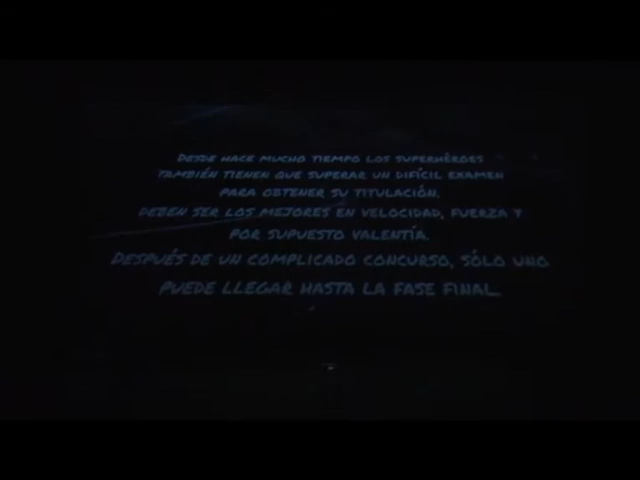 DESDE HACE MUCHO TIEMPO LOS SUPERHÉROES
TAMBIÉN TIENEN QUE SUPERAR UN DIFÍCIL EXAMEN
PARA OBTENER SU TITULACIÓN.
DEBEN SER LOS MEJORES EN VELOCIDAD, FUERZA Y
POR SUPUESTO VALENTÍA.
DESPUÉS DE UN COMPLICADO CONCURSO, SÓLO UNO
PUEDE LLEGAR HASTA LA FASE FINAL.